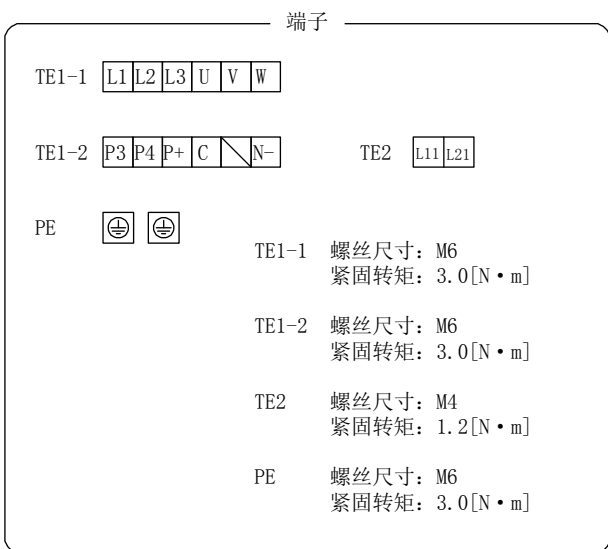 端子
TE1-1 L1 L2 L3 U V W
TE1-2 P3 P4 P+ C N- TE2 L11 L21
PE
TE1-1 螺丝尺寸：M6
紧固转矩：3.0[N·m]
TE1-2 螺丝尺寸：M6
紧固转矩：3.0[N·m]
TE2 螺丝尺寸：M4
紧固转矩：1.2[N·m]
PE 螺丝尺寸：M6
紧固转矩：3.0[N·m]